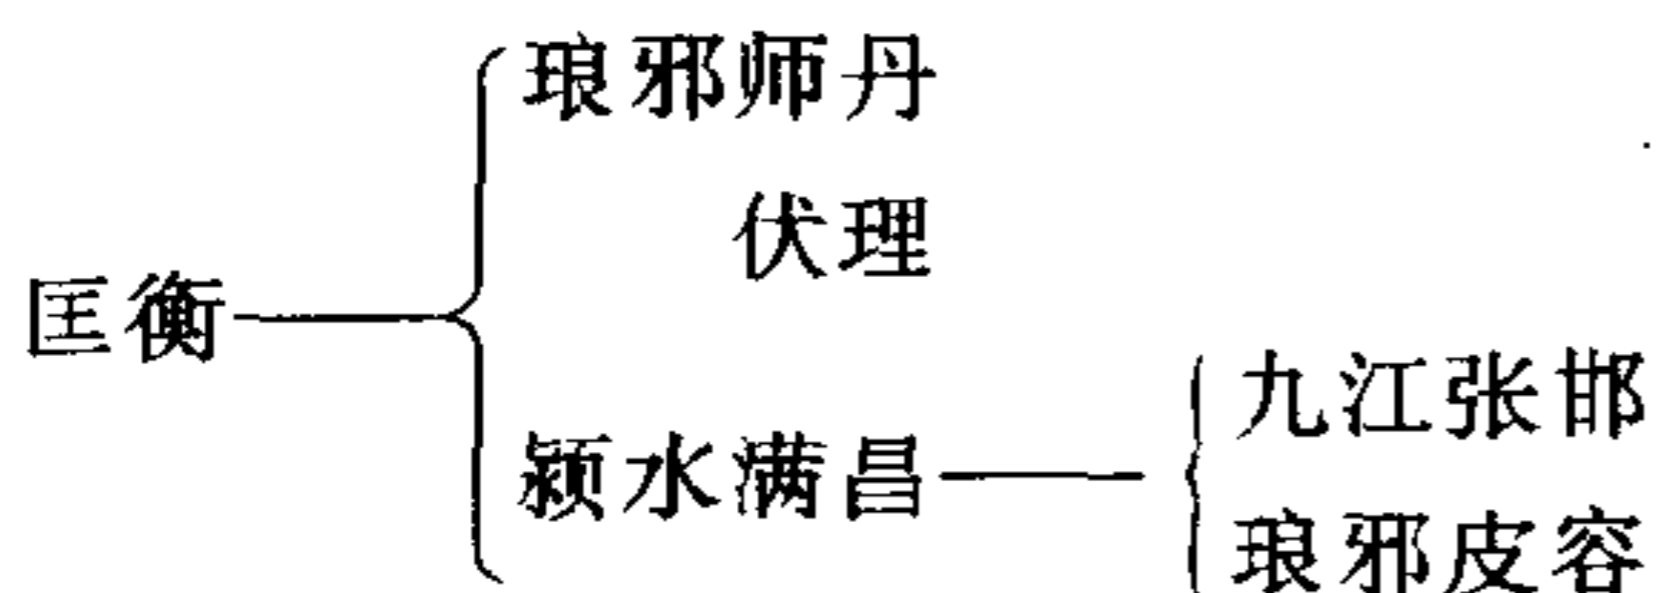 琅邪师丹
伏理
匡衡
颍水满昌
九江张邯
琅邪皮容